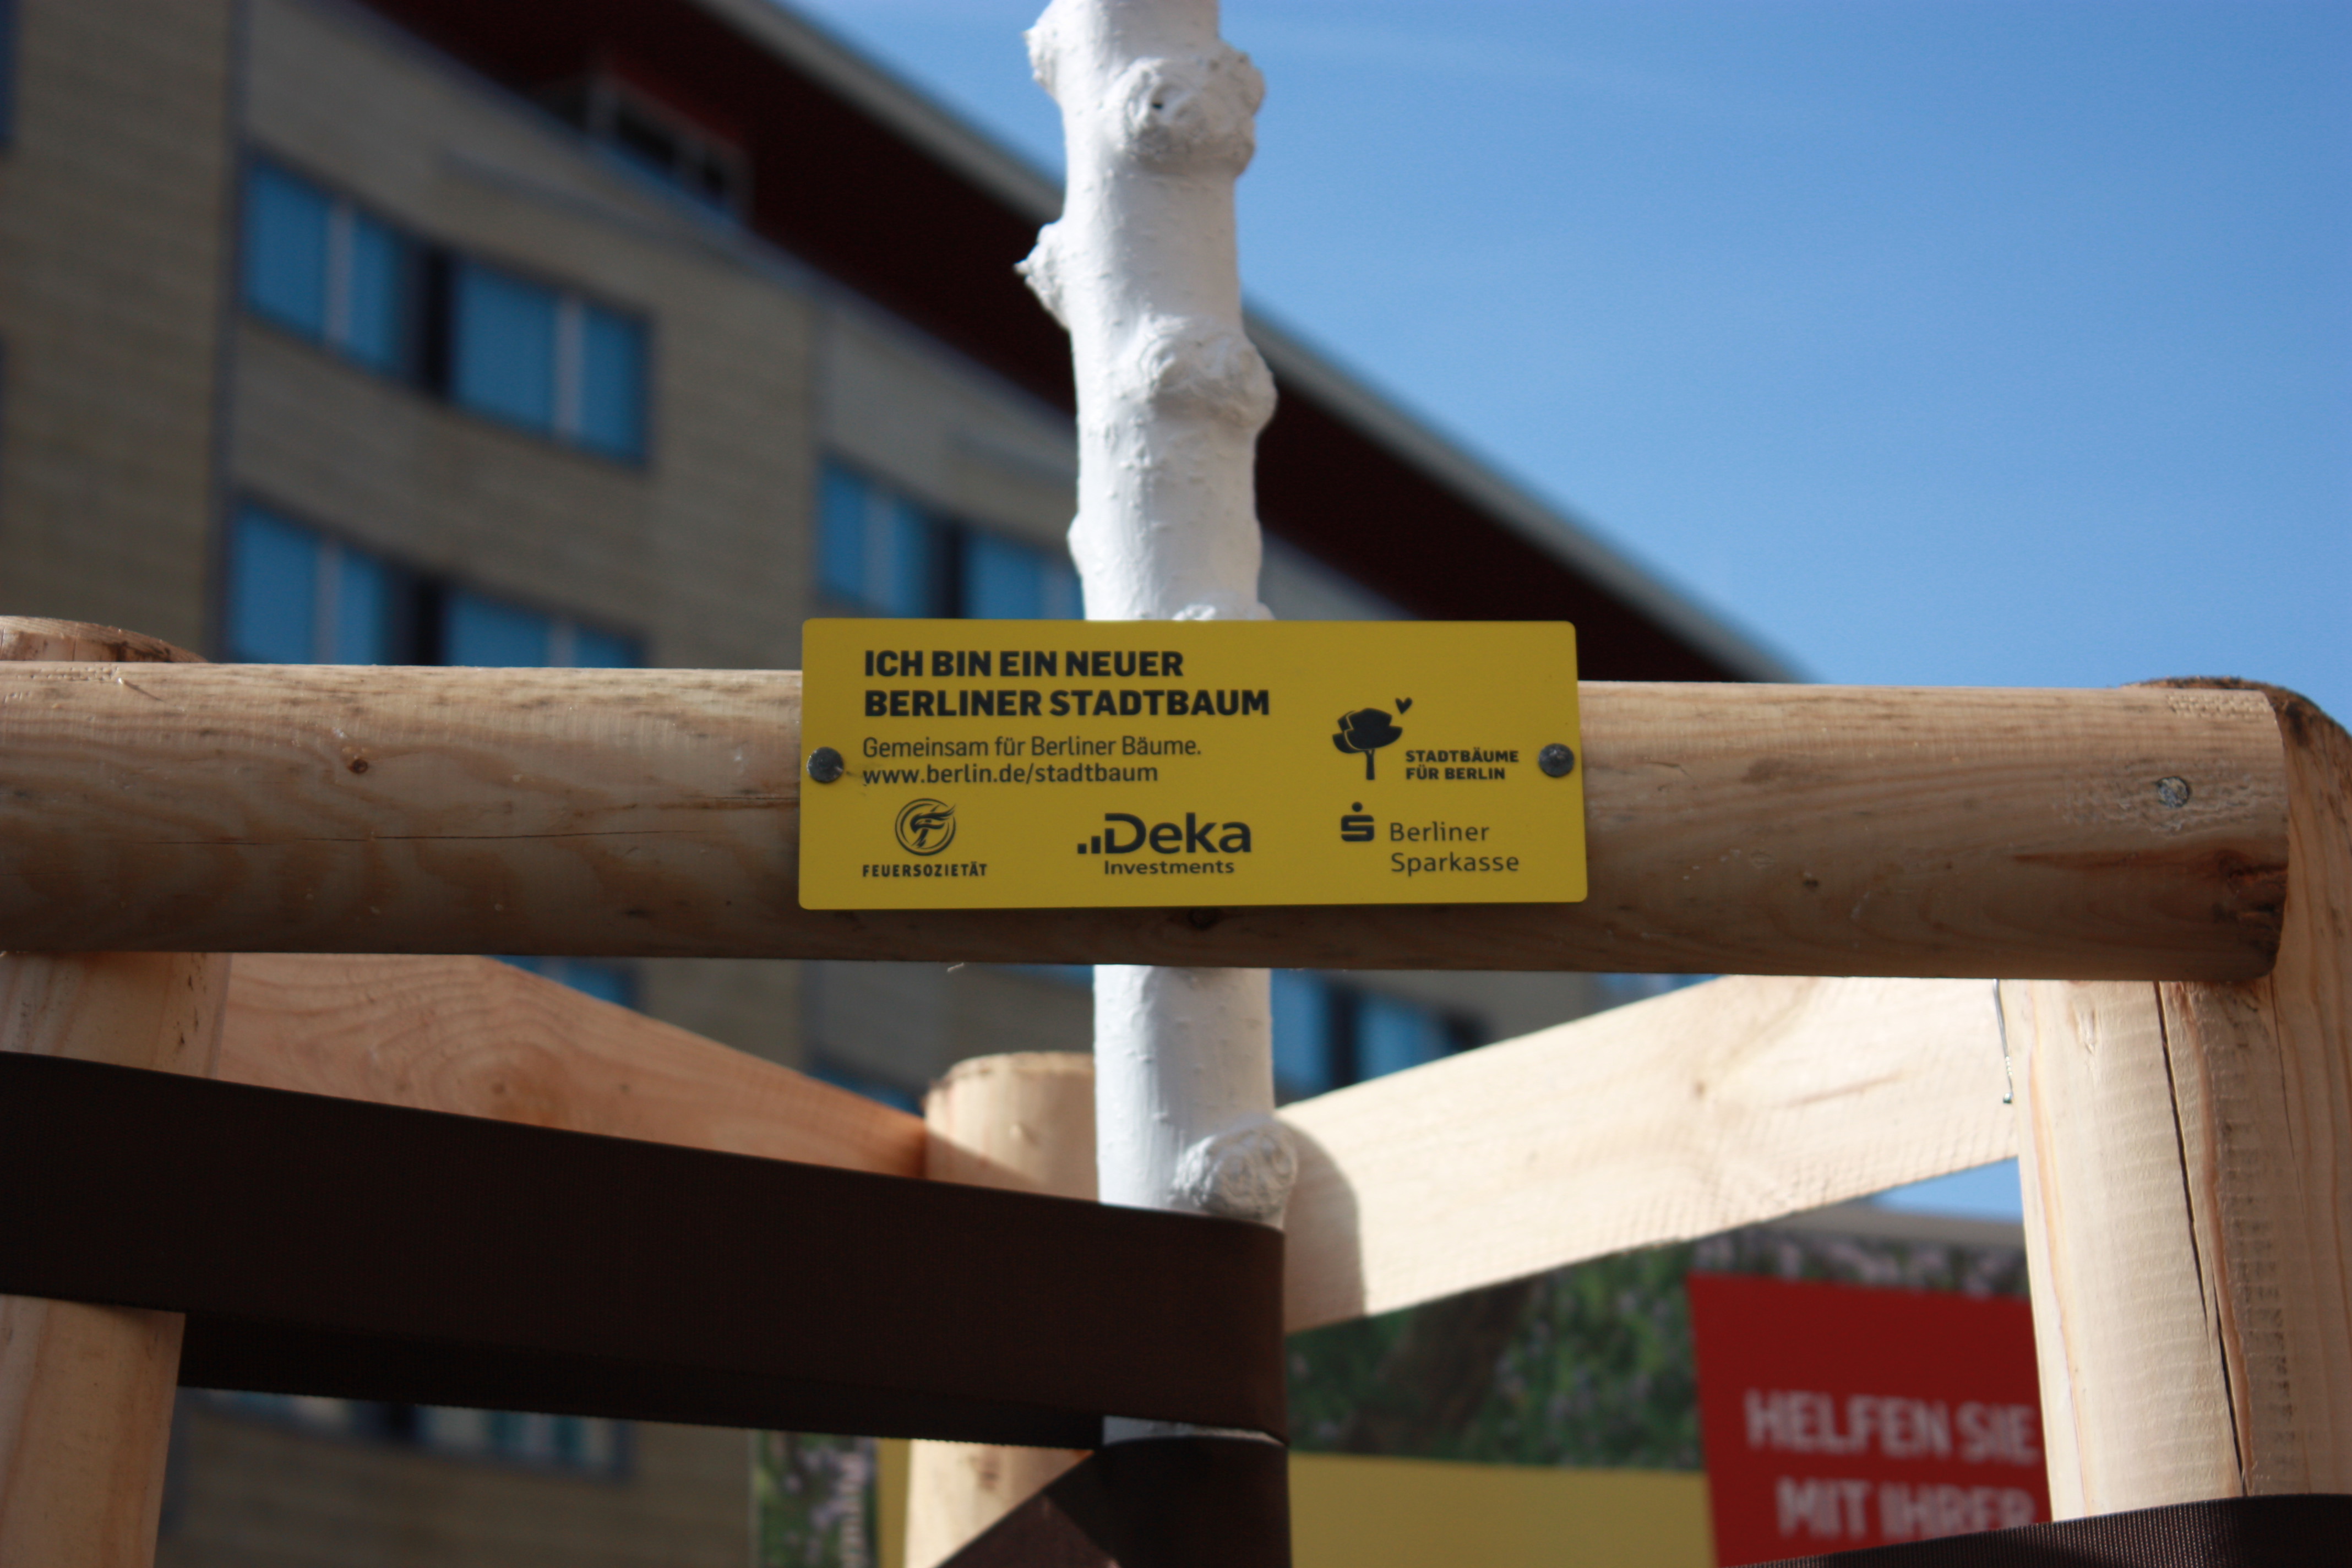 ICH BIN EIN NEUER
BERLINER STADTBAUM
Gemeinsam für Berliner Bäume.
www.berlin.de/stadtbaum
STADTBÄUME
FÜR BERLIN
FEUERSOZIETÄT
Deka
Investments
Berliner
Sparkasse
HELFEN SIE
MIT IHRER